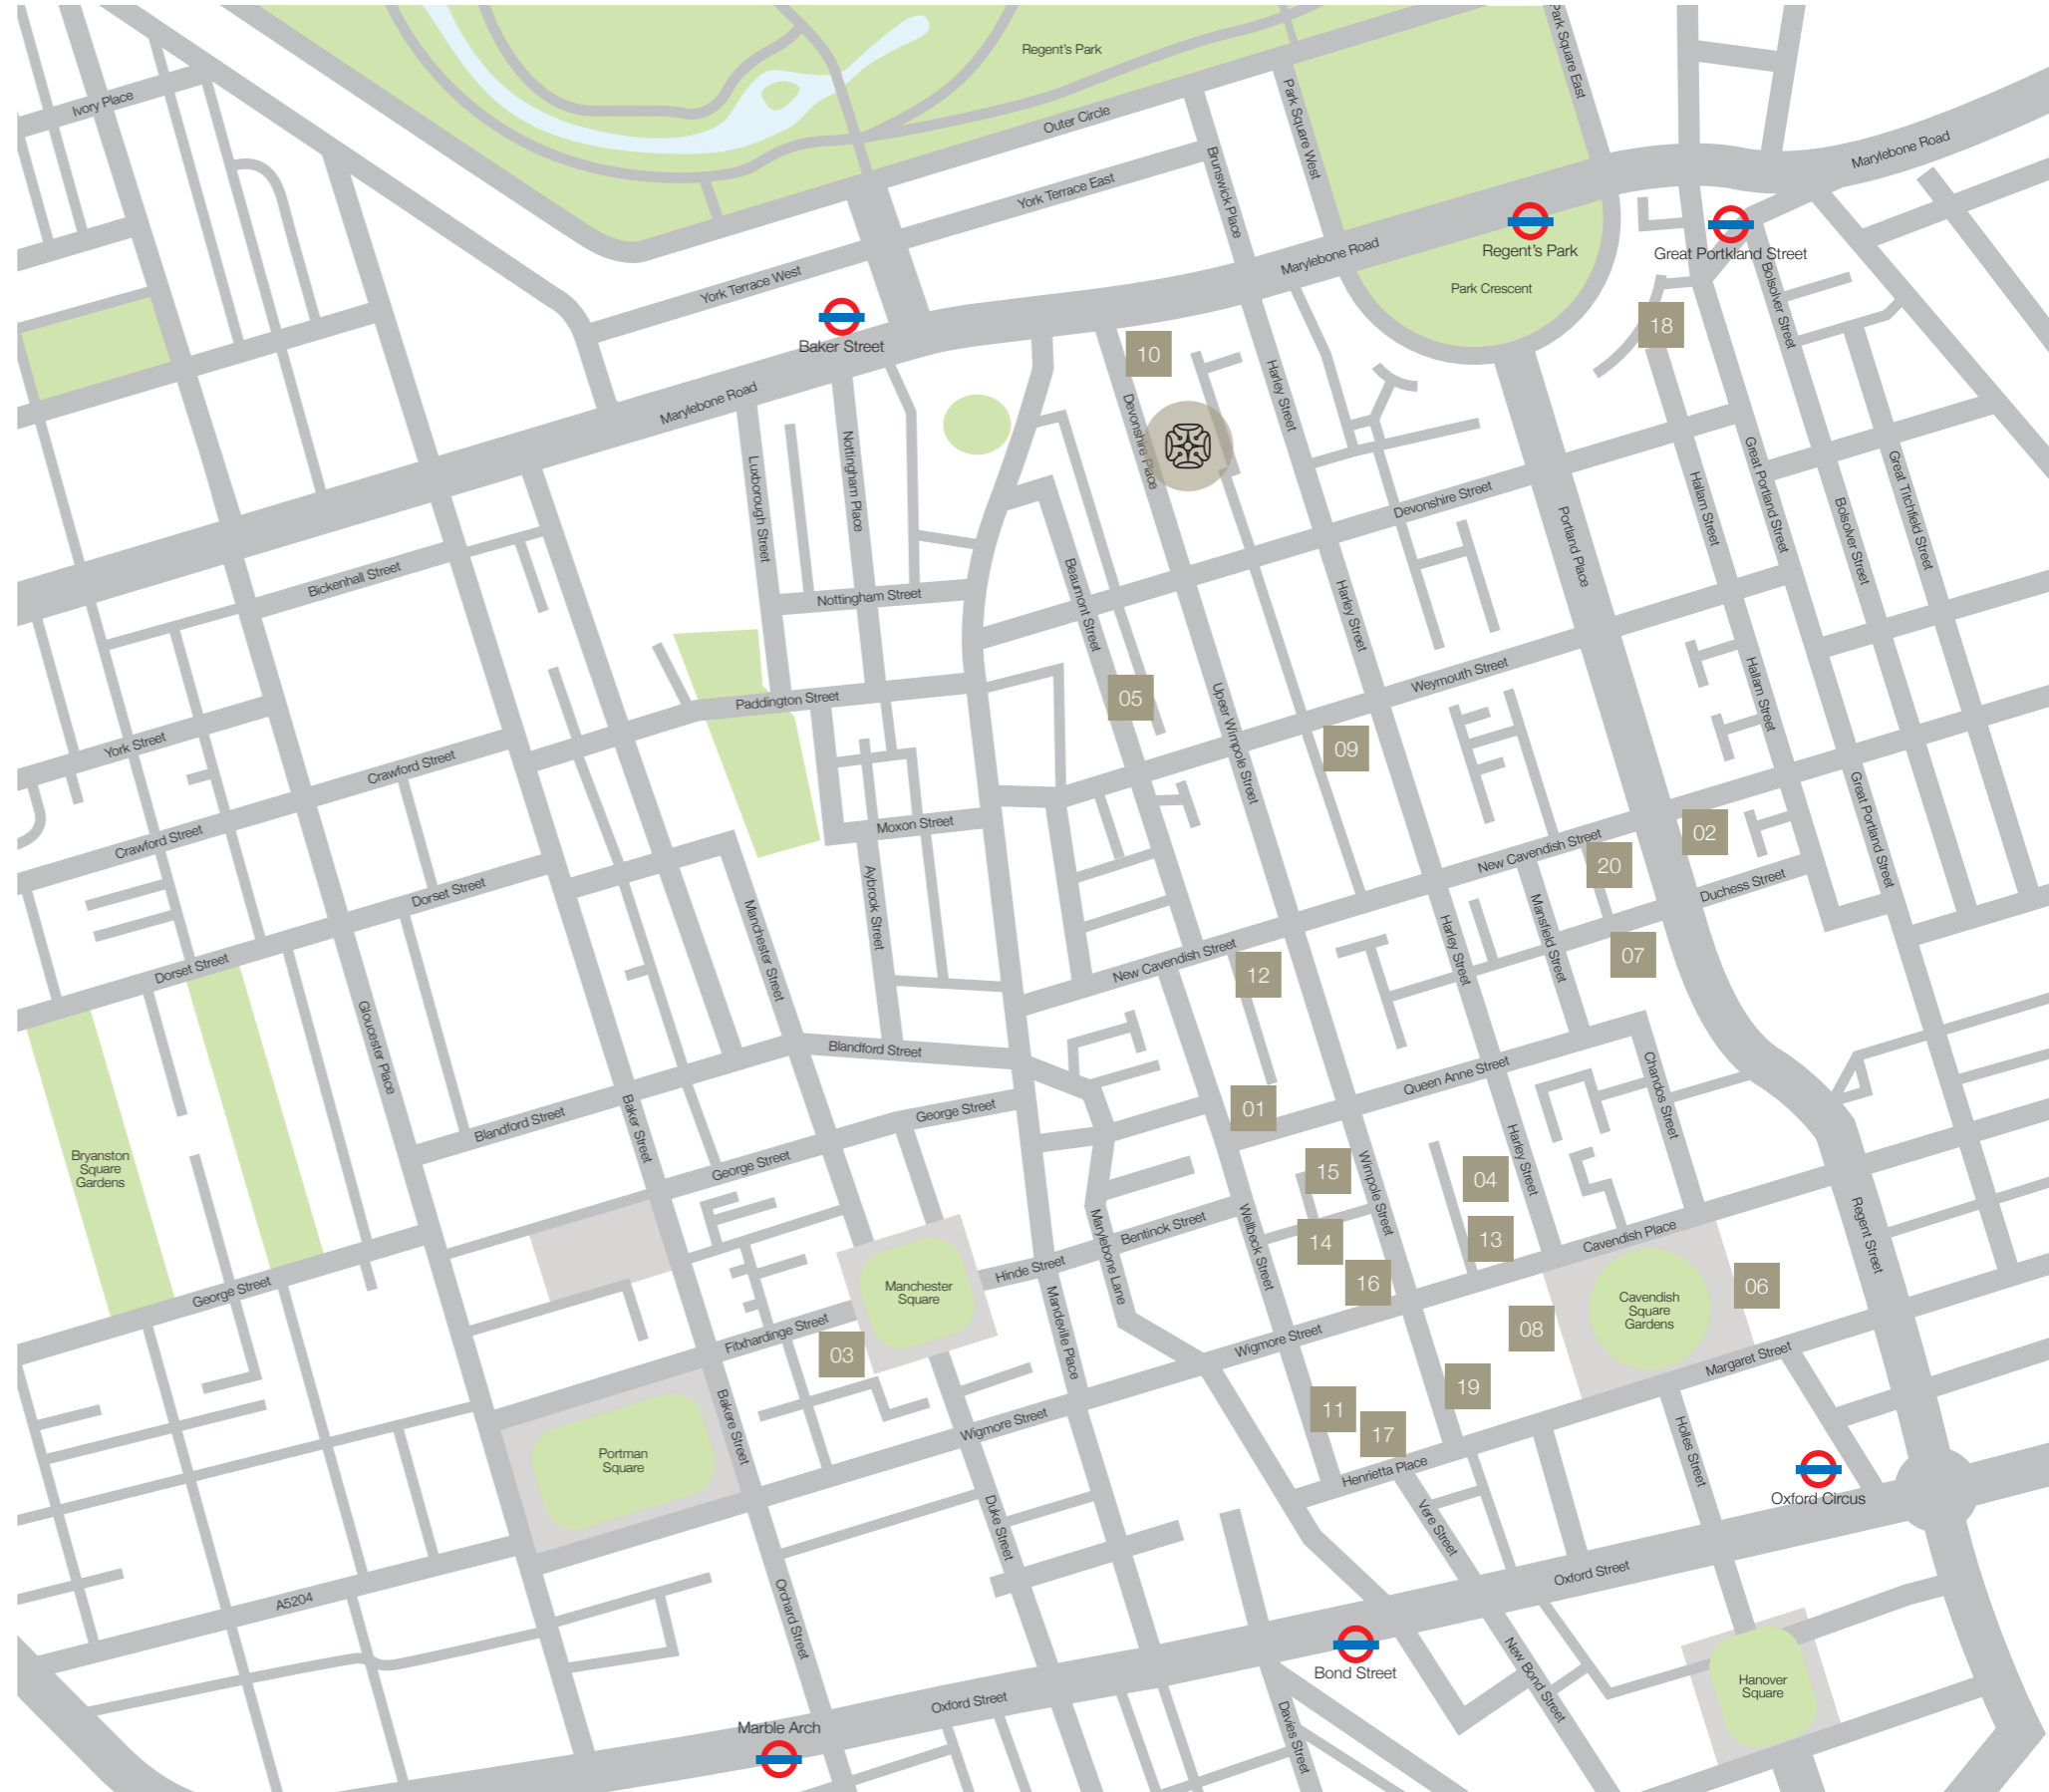 Regent's Park
Park Square East
Ivory Place
Outer Circle
Park Square West
Marylebone Road
Brunswick Place
York Terrace East
Regent's Park
Great Portland Street
Marylebone Road
York Terrace West
Park Crescent
Bolsolver Street
Baker Street
18
10
Marylebone Road
Harley Street
Devonshire Place
Nottingham Place
Luxborough Street
Devonshire Street
Great Portland Street
Hallam Street
Great Titchfield Street
Bolsolver Street
Portland Place
Bickenhall Street
Nottingham Street
Beaumont Street
Harley Street
Weymouth Street
Hallam Street
Paddington Street
05
Upeer Wimpole Street
09
York Street
Crawford Street
Great Portland Street
Moxon Street
02
Crawford Street
New Cavendish Street
20
Duchess Street
Dorset Street
Aybrook Street
Manchester Street
Mansfield Street
Harley Street
Dorset Street
New Cavendish Street
12
07
Gloucester Place
Blandford Street
Queen Anne Street
Chandos Street
George Street
01
Blandford Street
Baker Street
Bryanston
Square
Gardens
George Street
15
Wimpole Street
04
Harley Street
Marylebone Lane
Bentinck Street
Wellbeck Street
14
13
Cavendish Place
Regent Street
George Street
Manchester
Square
Hinde Street
16
06
Cavendish
Square
Gardens
Fitxhardinge Street
03
Mandeville Place
Wigmore Street
08
Margaret Street
19
Bakere Street
11
17
Wigmore Street
Portman
Square
Henrietta Place
Holles Street
Oxford Circus
Duke Street
Vere Street
Oxford Street
A5204
Orchard Street
Bond Street
New Bond Street
Hanover
Square
Oxford Street
Davies Street
Marble Arch